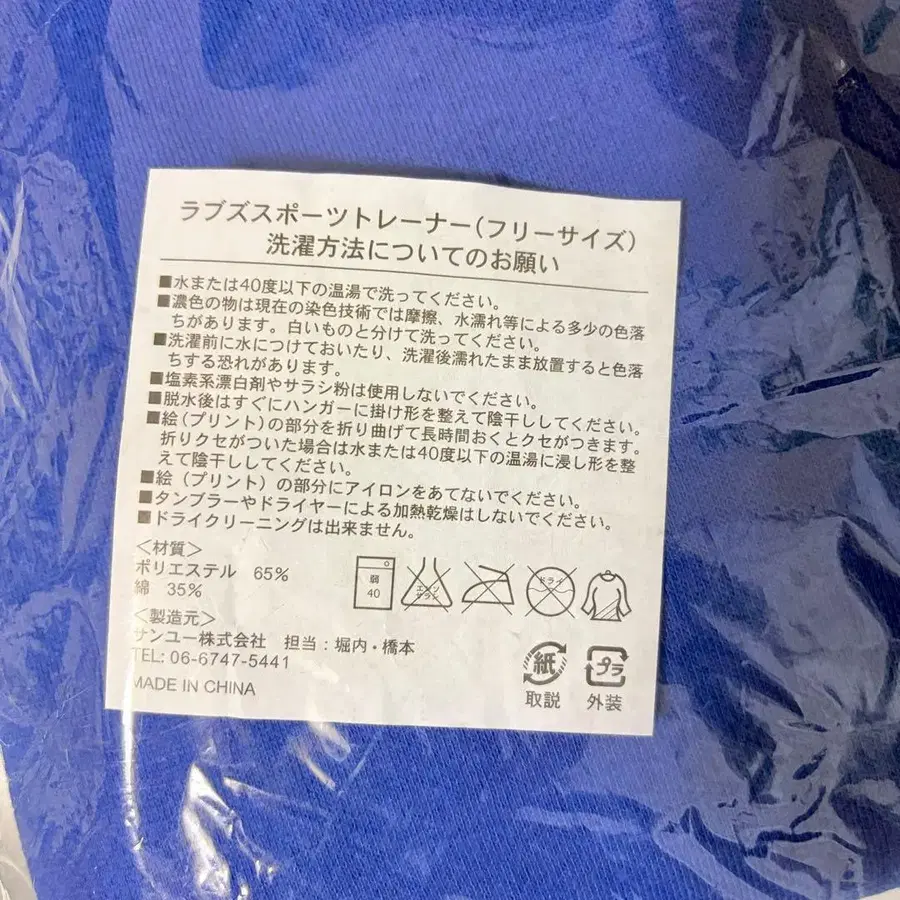 ラブズスポーツトレーナー(フリーサイズ)
洗濯方法についてのお願い
■水または40度以下の温湯で洗ってください。
■濃色の物は現在の染色技術では摩擦、水濡れ等による多少の色落
ちがあります。白いものと分けて洗ってください。
■洗濯前に水につけておいたり、洗濯後濡れたまま放置すると色落
ちする恐れがあります。
■塩素系漂白剤やサラシ粉は使用しないでください。
■脱水後はすぐにハンガーに掛け形を整えて陰干ししてください。
■絵(プリント)の部分を折り曲げて長時間おくとクセがつきます。
折りクセがついた場合は水または40度以下の温湯に浸し形を整
えて陰干ししてください。
■絵(プリント)の部分にアイロンをあてないでください。
■タンブラーやドライヤーによる加熱乾燥はしないでください。
■ドライクリーニングは出来ません。
＜材質＞
ポリエステル 65%
綿 35%
弱
40
エンソ
サラシ
ドライ
＜製造元＞
サンユー株式会社 担当：堀内・橋本
TEL: 06-6747-5441
MADE IN CHINA
紙
取説
プラ
外装